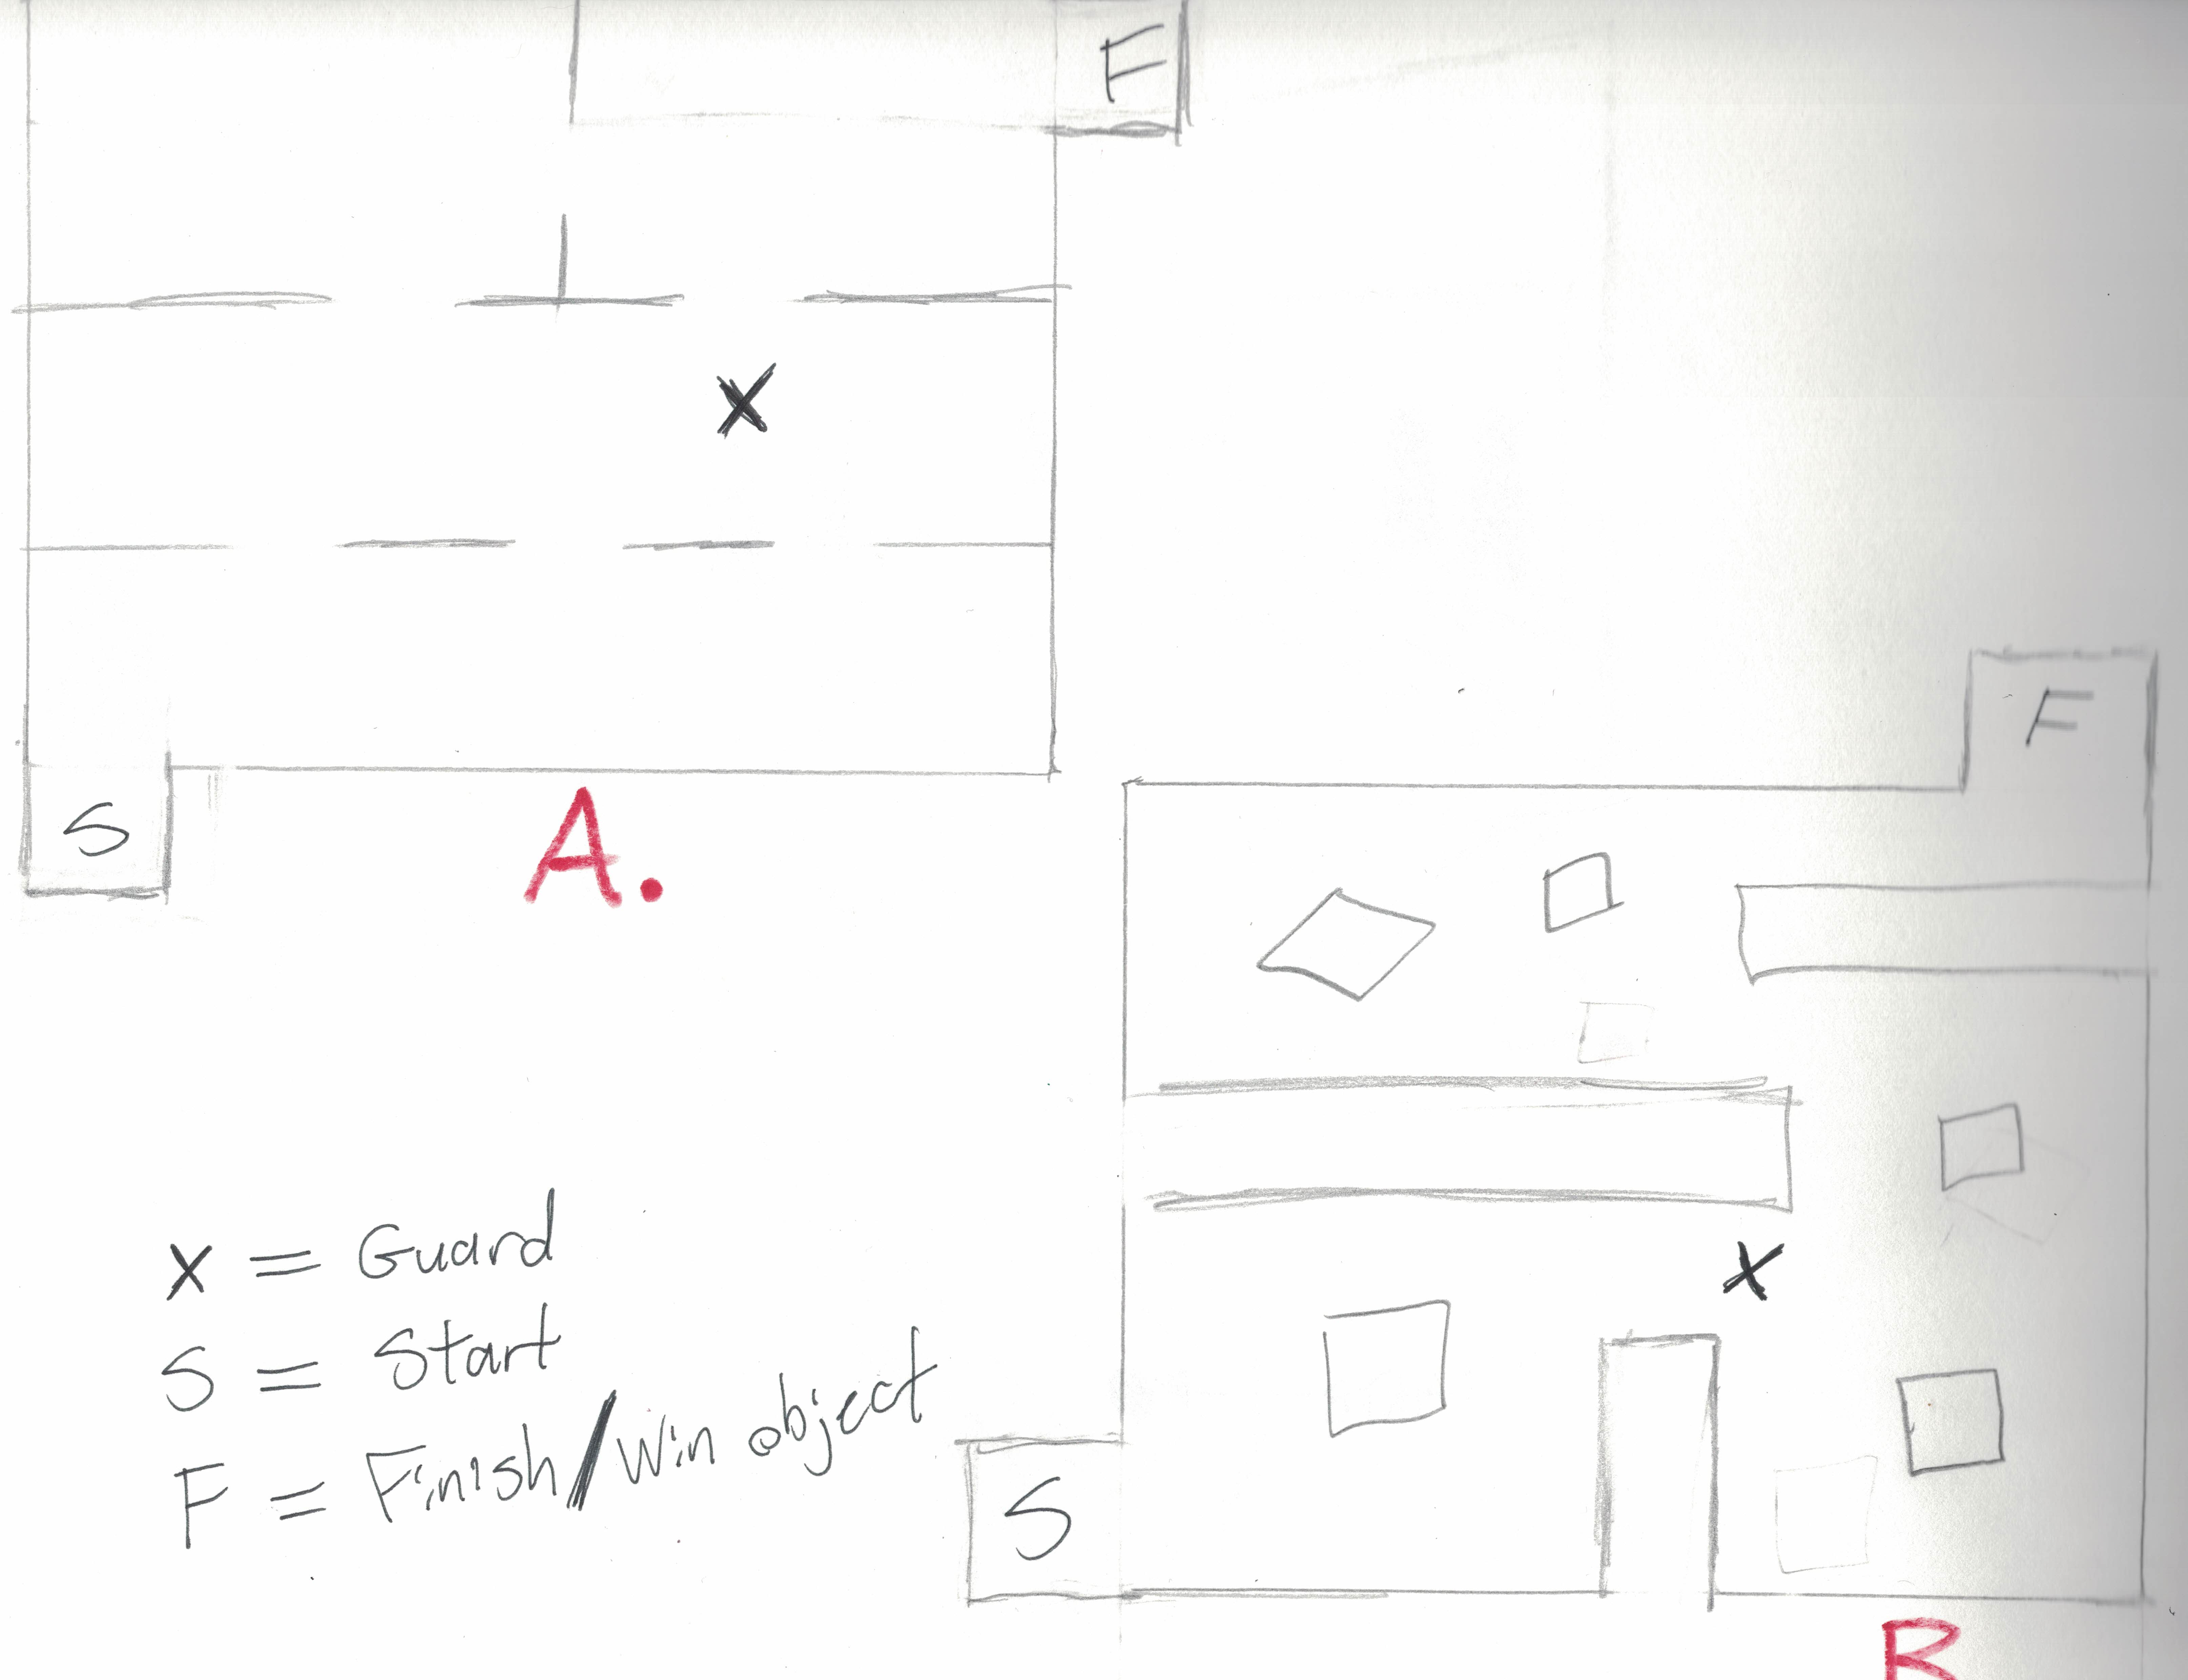 F
X
S
A.
F
X = Guard
S = Start
F = Finish/Win object
X
S
B